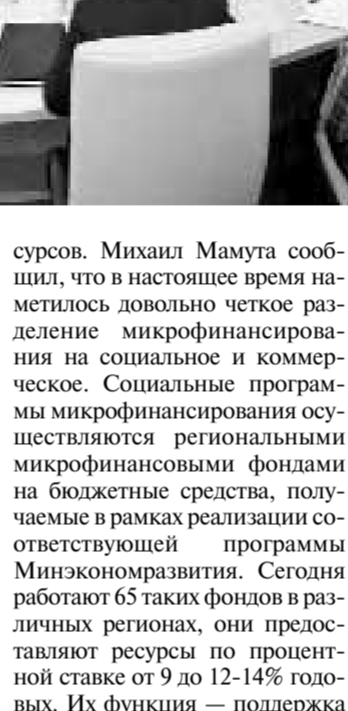 сурсов. Михаил Мамута сооб-
щил, что в настоящее время на-
метилось довольно четкое раз-
деление микрофинансирова-
ния на социальное и коммер-
ческое. Социальные програм-
мы микрофинансирования осу-
ществляются региональными
микрофинансовыми фондами
на бюджетные средства, полу-
чаемые в рамках реализации со-
ответствующей программы
Минэкономразвития. Сегодня
работают 65 таких фондов в раз-
личных регионах, они предос-
тавляют ресурсы по процент-
ной ставке от 9 до 12-14% годо-
вых. Их функция — поддержка